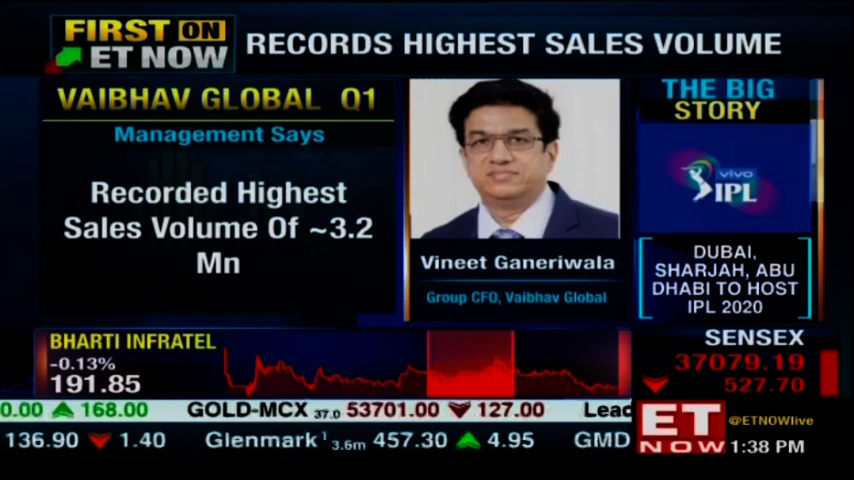 FIRST ON
ET NOW
RECORDS HIGHEST SALES VOLUME
VAIBHAV GLOBAL Q1
Management Says
Recorded Highest
Sales Volume Of ~3.2
Mn
Vineet Ganeriwala
Group CFO, Vaibhav Global
THE BIG
STORY
vivo
IPL
DUBAI,
SHARJAH, ABU
DHABI TO HOST
IPL 2020
BHARTI INFRATEL
-0.13%
191.85
SENSEX
37079.19
527.70
0.00 168.00 GOLD-MCX 37.0 53701.00 127.00 Lead
136.90 1.40 Glenmark 1 3.6m 457.30 4.95 GMD
ET
NOW
@ETNOWlive
1:38 PM